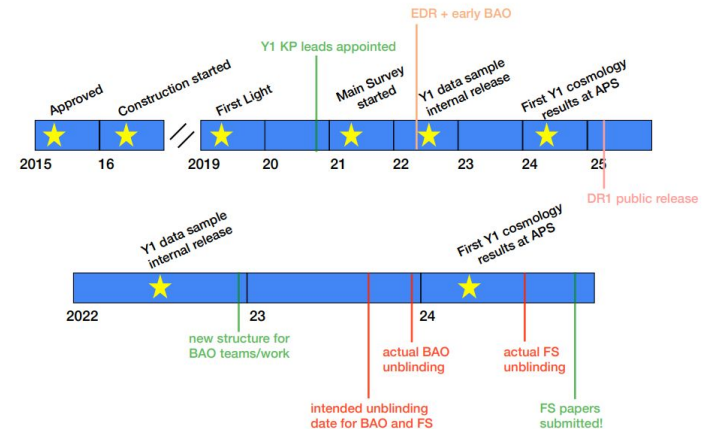 EDR + early BAO
Y1 KP leads appointed
Approved
Construction started
First Light
Main Survey
started
Y1 data sample
internal release
First Y1 cosmology
results at APS
2015
16
2019
20
21
22
23
24
25
DR1 public release
Y1 data sample
internal release
First Y1 cosmology
results at APS
2022
23
24
new structure for
BAO teams/work
actual BAO
unblinding
actual FS
unblinding
intended unblinding
date for BAO and FS
FS papers
submitted!